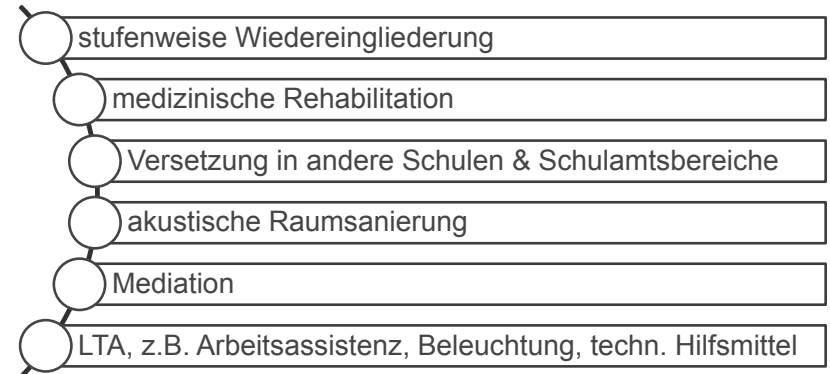 stufenweise Wiedereingliederung
medizinische Rehabilitation
Versetzung in andere Schulen & Schulamtsbereiche
akustische Raumsanierung
Mediation
LTA, z.B. Arbeitsassistenz, Beleuchtung, techn. Hilfsmittel